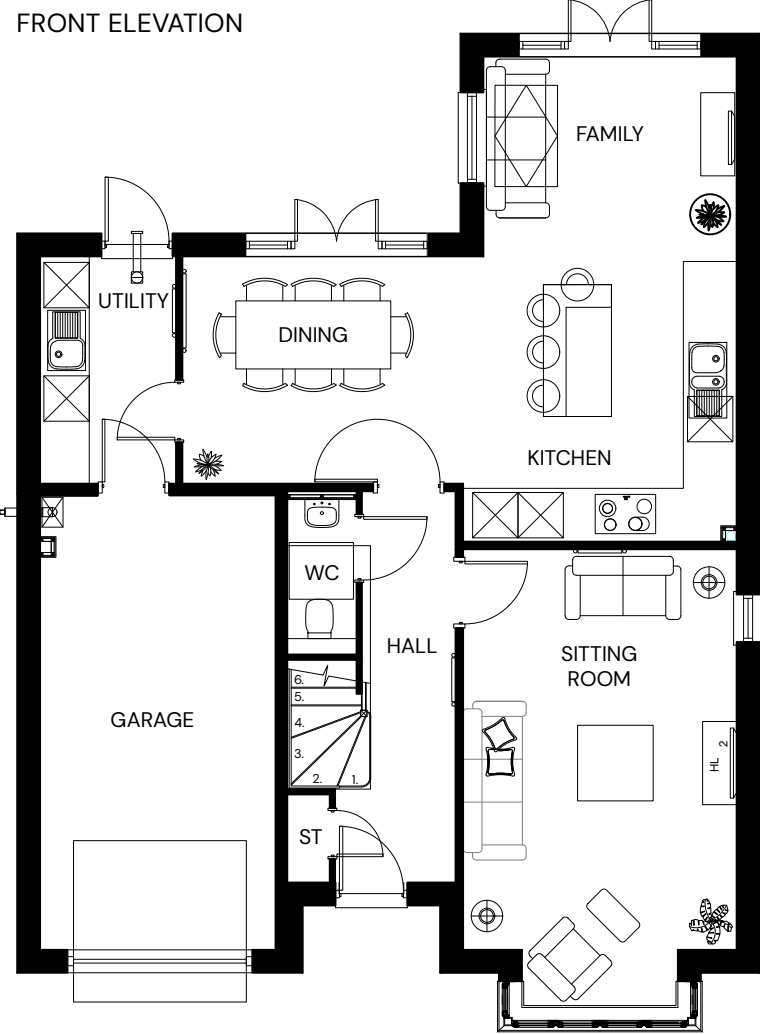 FRONT ELEVATION
FAMILY
UTILITY
DINING
KITCHEN
WC
HALL
SITTING
ROOM
6.
5.
4.
3.
2.
1.
GARAGE
HL 2
ST